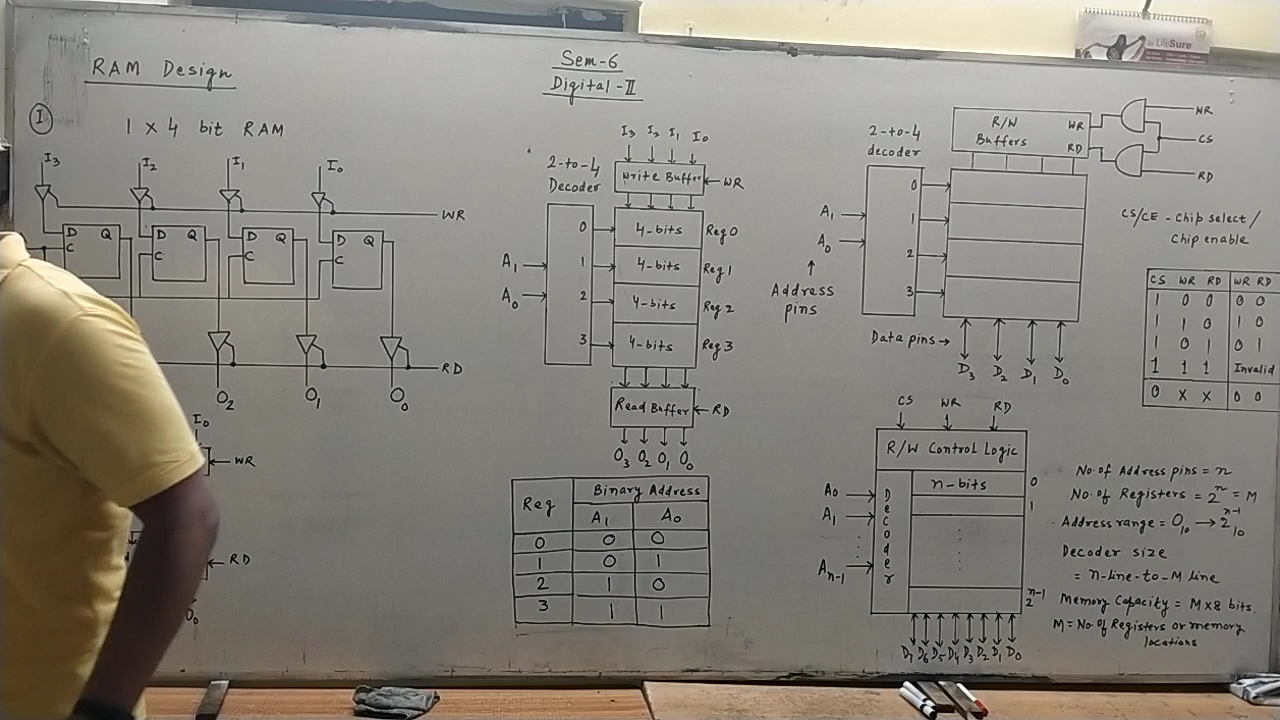 RAM Design
Sem-6
Digital-II
LifeSure
I
1 x 4 bit RAM
I3 I2 I1 I0
WR
D Q D Q D Q D Q
C C C C
RD
O2 O1 O0
I0
WR
RD
O0
I3 I2 I1 I0
2-to-4
Decoder
Write Buffer
WR
0 4-bits Reg 0
A1 1 4-bits Reg 1
A0 2 4-bits Reg 2
3 4-bits Reg 3
Read Buffer
RD
O3 O2 O1 O0
Reg Binary Address
A1 A0
0 0 0
1 0 1
2 1 0
3 1 1
2-to-4
decoder
R/W
Buffers
WR
RD
WR
CS
RD
0
A1 1
A0 2
3
Address
pins
Data pins →
D3 D2 D1 D0
CS/CE - Chip select/
Chip enable
CS WR RD WR RD
1 0 0 0 0
1 1 0 1 0
1 0 1 0 1
1 1 1 Invalid
0 X X 0 0
CS WR RD
R/W Control Logic
A0
A1
An-1
Decoder
n-bits
0
1
2^n-1
D7 D6 D5 D4 D3 D2 D1 D0
No. of Address pins = n
No. of Registers = 2^n = M
Address range = 0_10 → 2^n-1_10
Decoder size
= n-line-to-M line
Memory Capacity = M x 8 bits.
M = No. of Registers or memory
locations